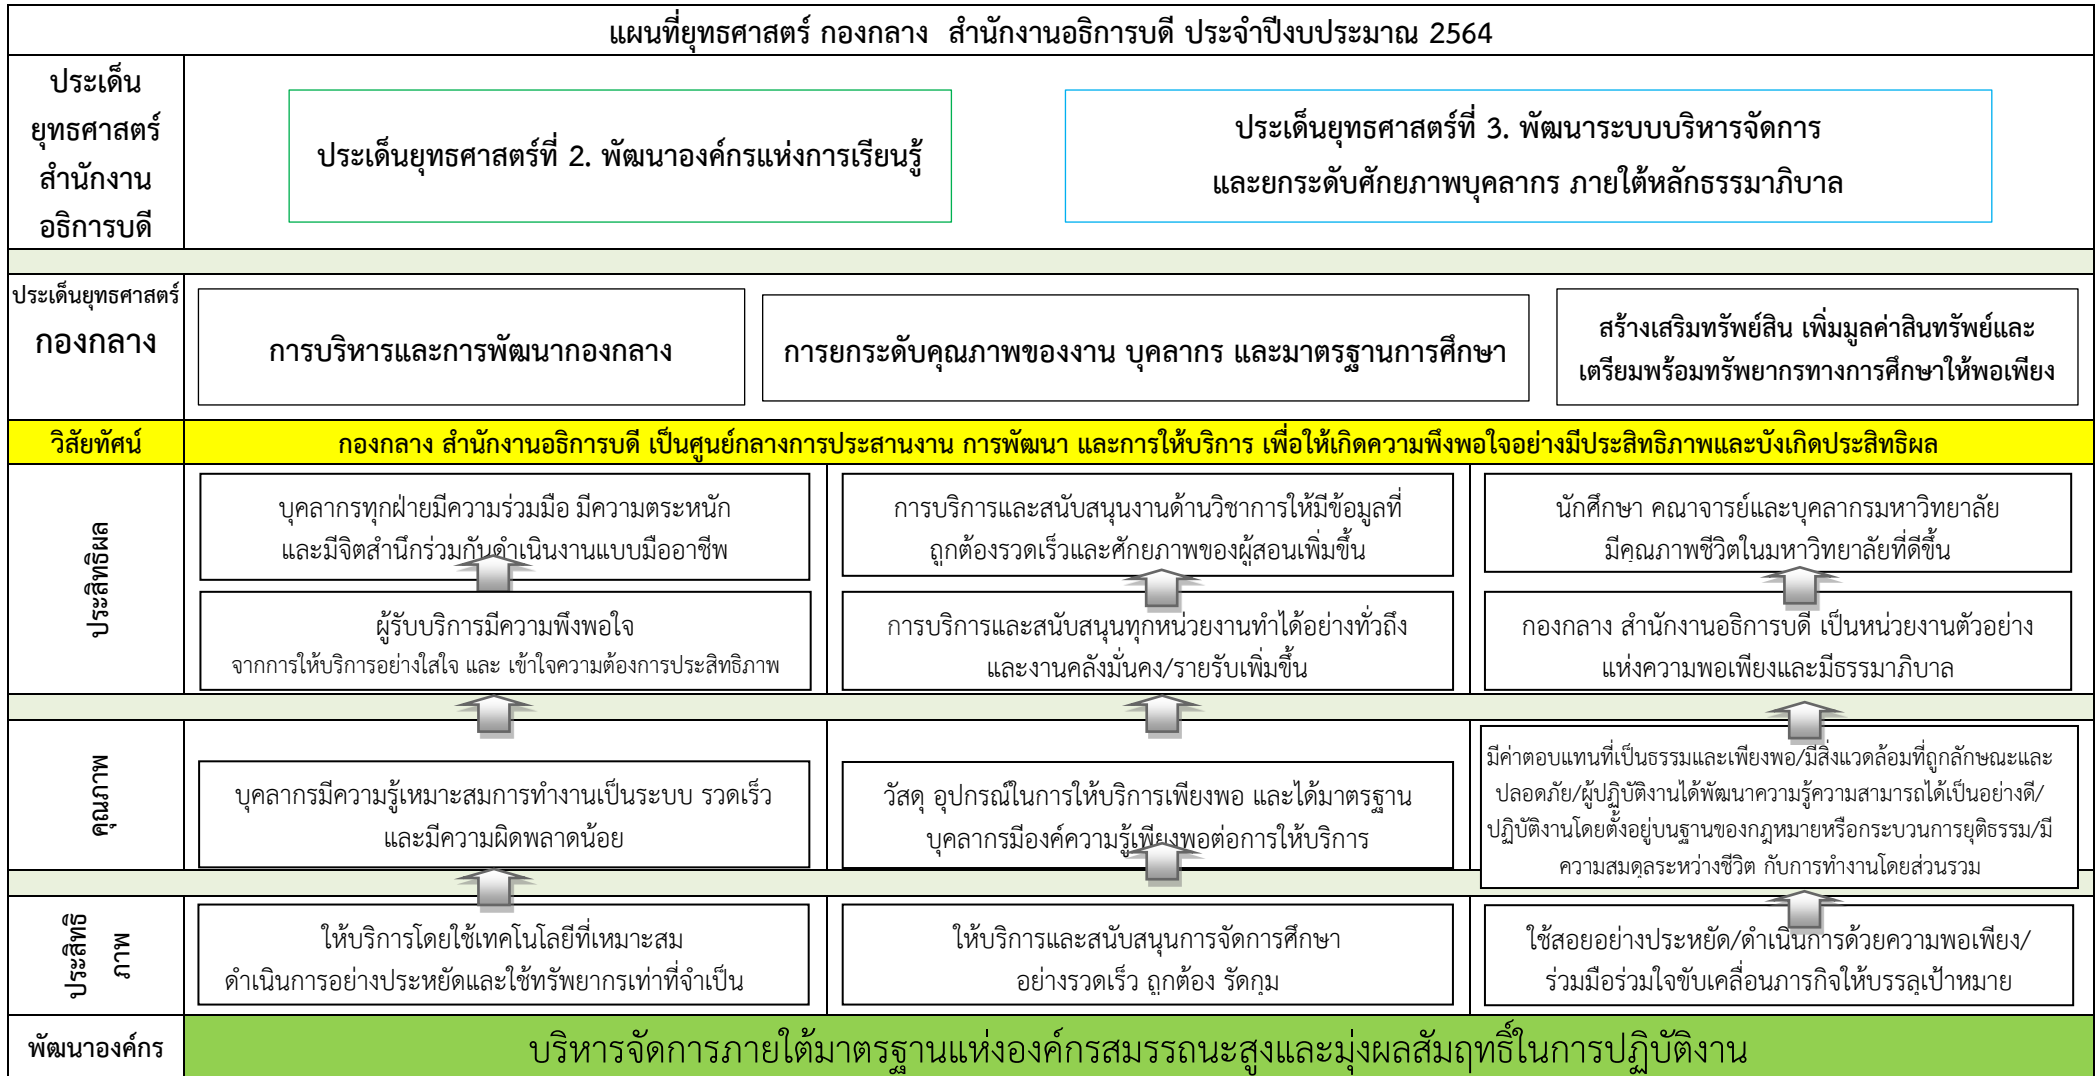 แผนที่ยุทธศาสตร์ กองกลาง  สำนักงานอธิการบดี ประจำปีงบประมาณ 2564
ประเด็น
ยุทธศาสตร์
สำนักงาน
อธิการบดี
ประเด็นยุทธศาสตร์ที่ 2. พัฒนาองค์กรแห่งการเรียนรู้
ประเด็นยุทธศาสตร์ที่ 3. พัฒนาระบบบริหารจัดการ
และยกระดับศักยภาพบุคลากร ภายใต้หลักธรรมาภิบาล
ประเด็นยุทธศาสตร์
กองกลาง
การบริหารและการพัฒนากองกลาง
การยกระดับคุณภาพของงาน บุคลากร และมาตรฐานการศึกษา
สร้างเสริมทรัพย์สิน เพิ่มมูลค่าสินทรัพย์และ
เตรียมพร้อมทรัพยากรทางการศึกษาให้พอเพียง
วิสัยทัศน์
กองกลาง สำนักงานอธิการบดี เป็นศูนย์กลางการประสานงาน การพัฒนา และการให้บริการ เพื่อให้เกิดความพึงพอใจอย่างมีประสิทธิภาพและบังเกิดประสิทธิผล
ประสิทธิผล
บุคลากรทุกฝ่ายมีความร่วมมือ มีความตระหนัก
และมีจิตสำนึกร่วมกันดำเนินงานแบบมืออาชีพ
การบริการและสนับสนุนงานด้านวิชาการให้มีข้อมูลที่
ถูกต้องรวดเร็วและศักยภาพของผู้สอนเพิ่มขึ้น
นักศึกษา คณาจารย์และบุคลากรมหาวิทยาลัย
มีคุณภาพชีวิตในมหาวิทยาลัยที่ดีขึ้น
ผู้รับบริการมีความพึงพอใจ
จากการให้บริการอย่างใส่ใจ และ เข้าใจความต้องการประสิทธิภาพ
การบริการและสนับสนุนทุกหน่วยงานทำได้อย่างทั่วถึง
และงานคลังมั่นคง/รายรับเพิ่มขึ้น
กองกลาง สำนักงานอธิการบดี เป็นหน่วยงานตัวอย่าง
แห่งความพอเพียงและมีธรรมาภิบาล
คุณภาพ
บุคลากรมีความรู้เหมาะสมการทำงานเป็นระบบ รวดเร็ว
และมีความผิดพลาดน้อย
วัสดุ อุปกรณ์ในการให้บริการเพียงพอ และได้มาตรฐาน
บุคลากรมีองค์ความรู้เพียงพอต่อการให้บริการ
มีค่าตอบแทนที่เป็นธรรมและเพียงพอ/มีสิ่งแวดล้อมที่ถูกลักษณะและ
ปลอดภัย/ผู้ปฏิบัติงานได้พัฒนาความรู้ความสามารถได้เป็นอย่างดี/
ปฏิบัติงานโดยตั้งอยู่บนฐานของกฎหมายหรือกระบวนการยุติธรรม/มี
ความสมดุลระหว่างชีวิต กับการทำงานโดยส่วนรวม
ประสิทธิ
ภาพ
ให้บริการโดยใช้เทคโนโลยีที่เหมาะสม
ดำเนินการอย่างประหยัดและใช้ทรัพยากรเท่าที่จำเป็น
ให้บริการและสนับสนุนการจัดการศึกษา
อย่างรวดเร็ว ถูกต้อง รัดกุม
ใช้สอยอย่างประหยัด/ดำเนินการด้วยความพอเพียง/
ร่วมมือร่วมใจขับเคลื่อนภารกิจให้บรรลุเป้าหมาย
พัฒนาองค์กร
บริหารจัดการภายใต้มาตรฐานแห่งองค์กรสมรรถนะสูงและมุ่งผลสัมฤทธิ์ในการปฏิบัติงาน